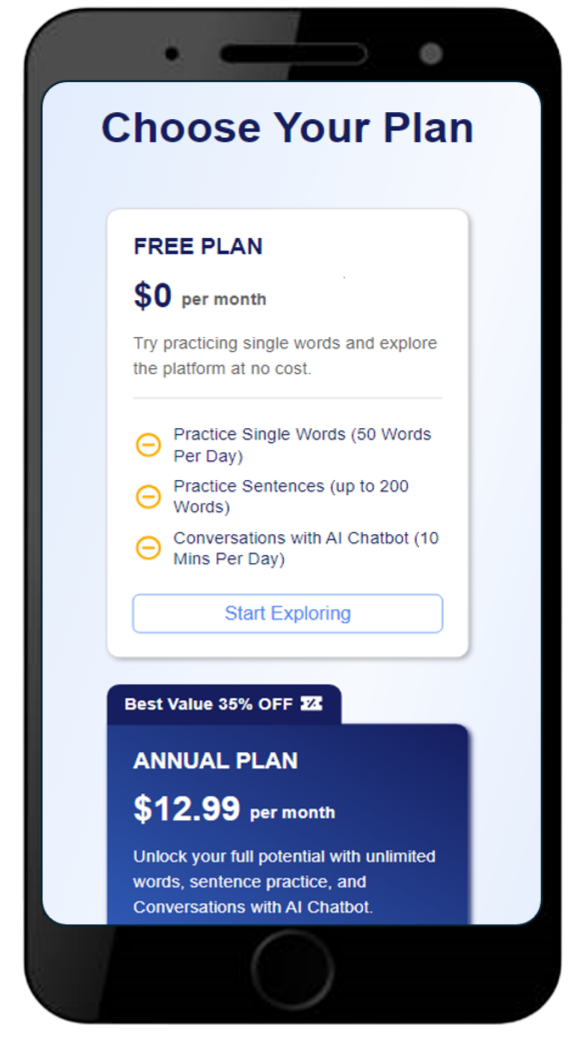 Choose Your Plan
FREE PLAN
$0 per month
Try practicing single words and explore
the platform at no cost.
Practice Single Words (50 Words
Per Day)
Practice Sentences (up to 200
Words)
Conversations with AI Chatbot (10
Mins Per Day)
Start Exploring
Best Value 35% OFF
ANNUAL PLAN
$12.99 per month
Unlock your full potential with unlimited
words, sentence practice, and
Conversations with AI Chatbot.